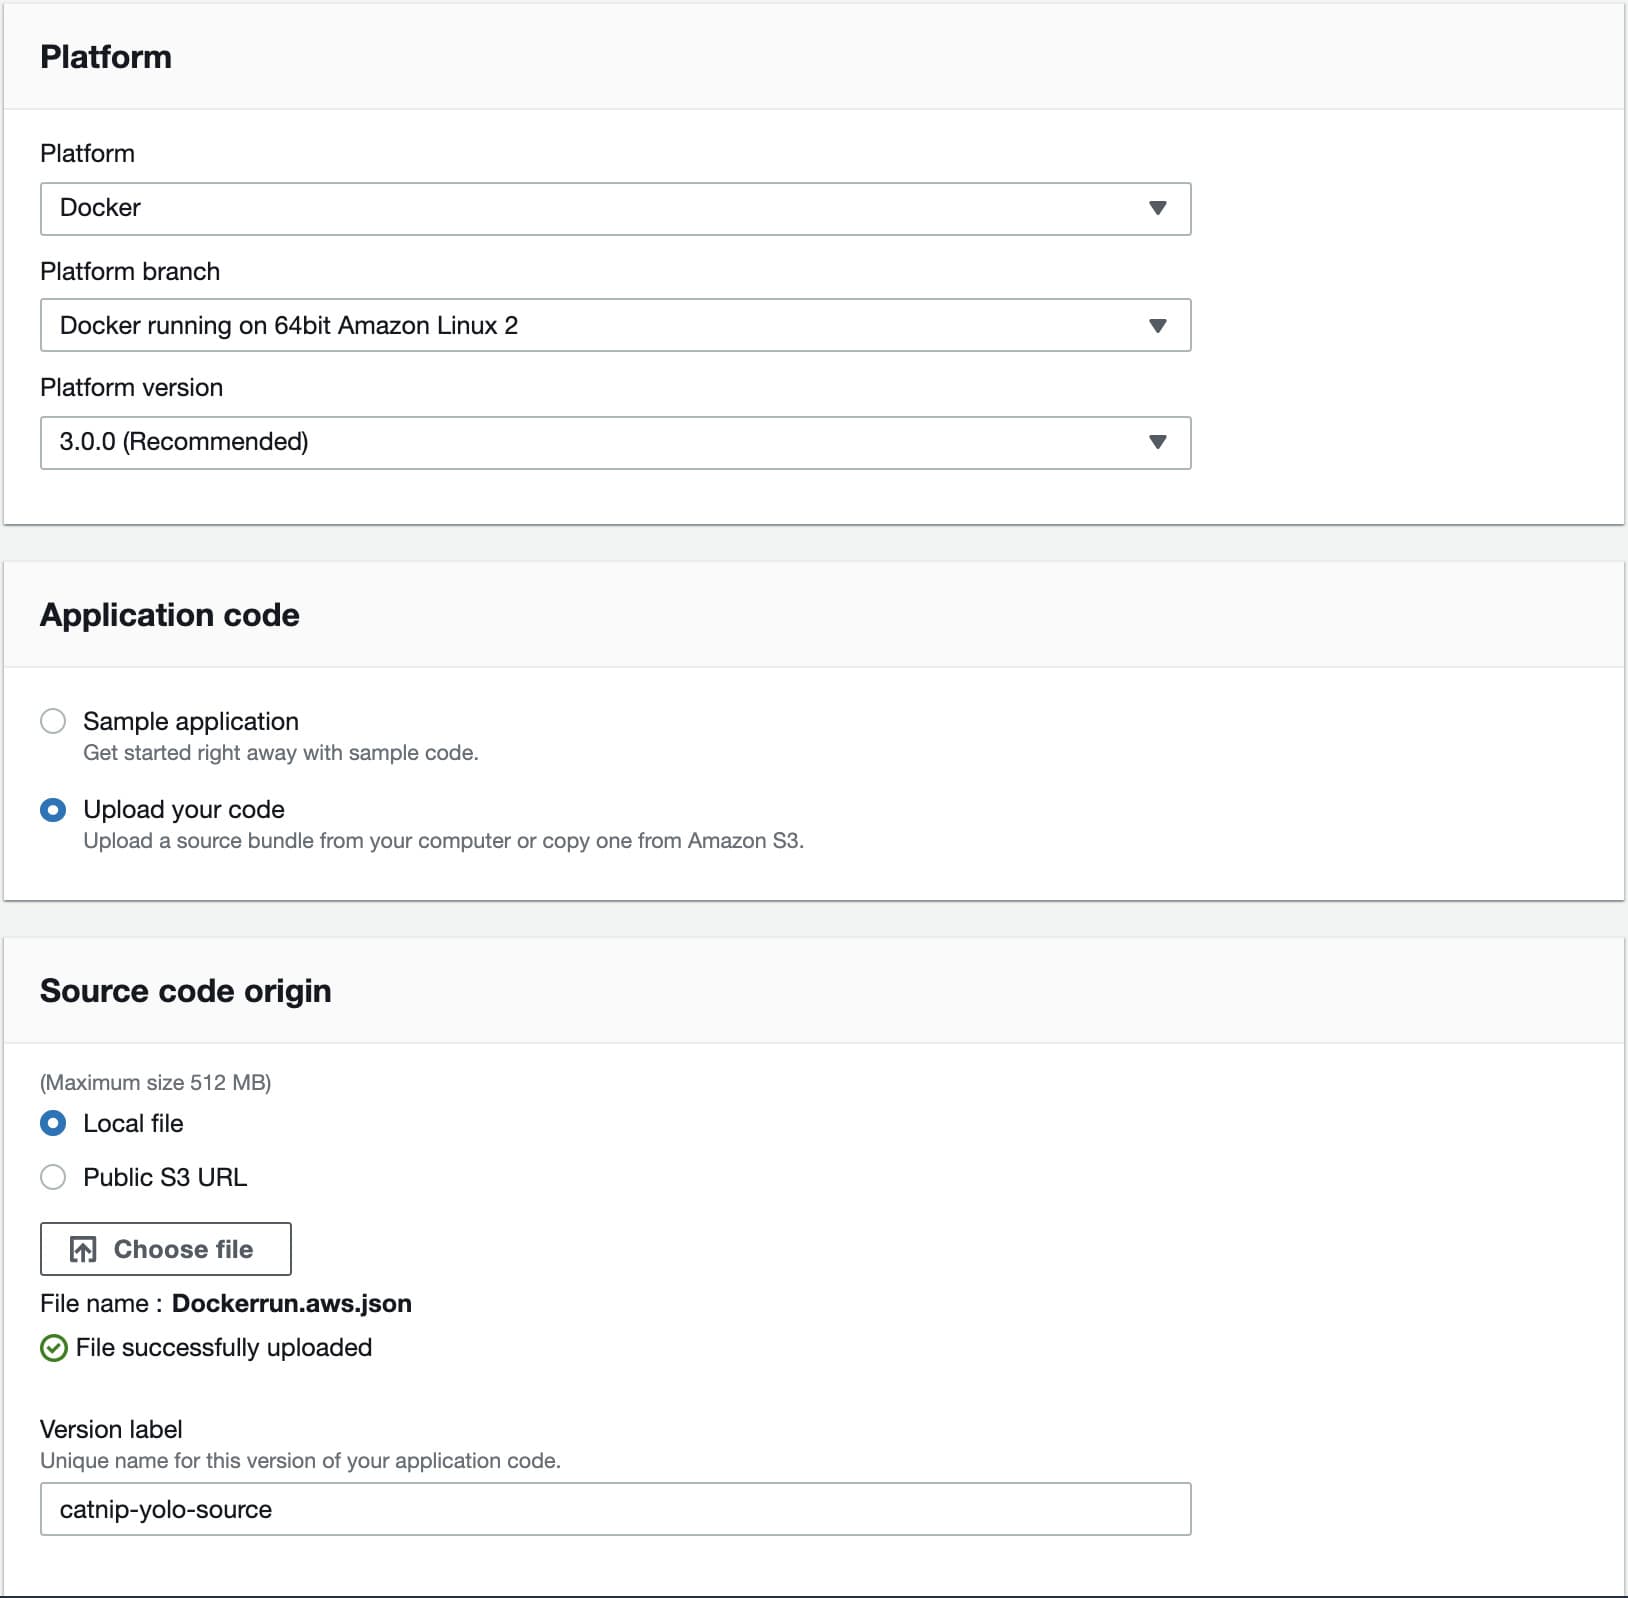 Platform
Platform
Docker
Platform branch
Docker running on 64bit Amazon Linux 2
Platform version
3.0.0 (Recommended)
Application code
Sample application
Get started right away with sample code.
Upload your code
Upload a source bundle from your computer or copy one from Amazon S3.
Source code origin
(Maximum size 512 MB)
Local file
Public S3 URL
Choose file
File name : Dockerrun.aws.json
File successfully uploaded
Version label
Unique name for this version of your application code.
catnip-yolo-source